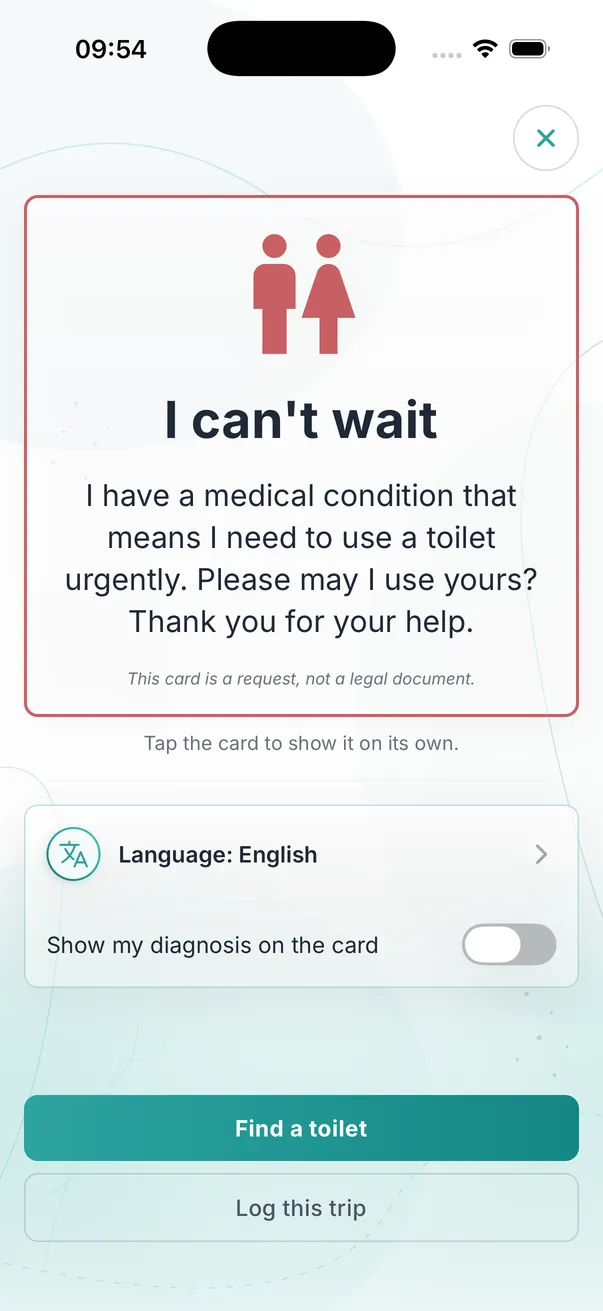 09:54
I can't wait
I have a medical condition that
means I need to use a toilet
urgently. Please may I use yours?
Thank you for your help.
This card is a request, not a legal document.
Tap the card to show it on its own.
Language: English
Show my diagnosis on the card
Find a toilet
Log this trip